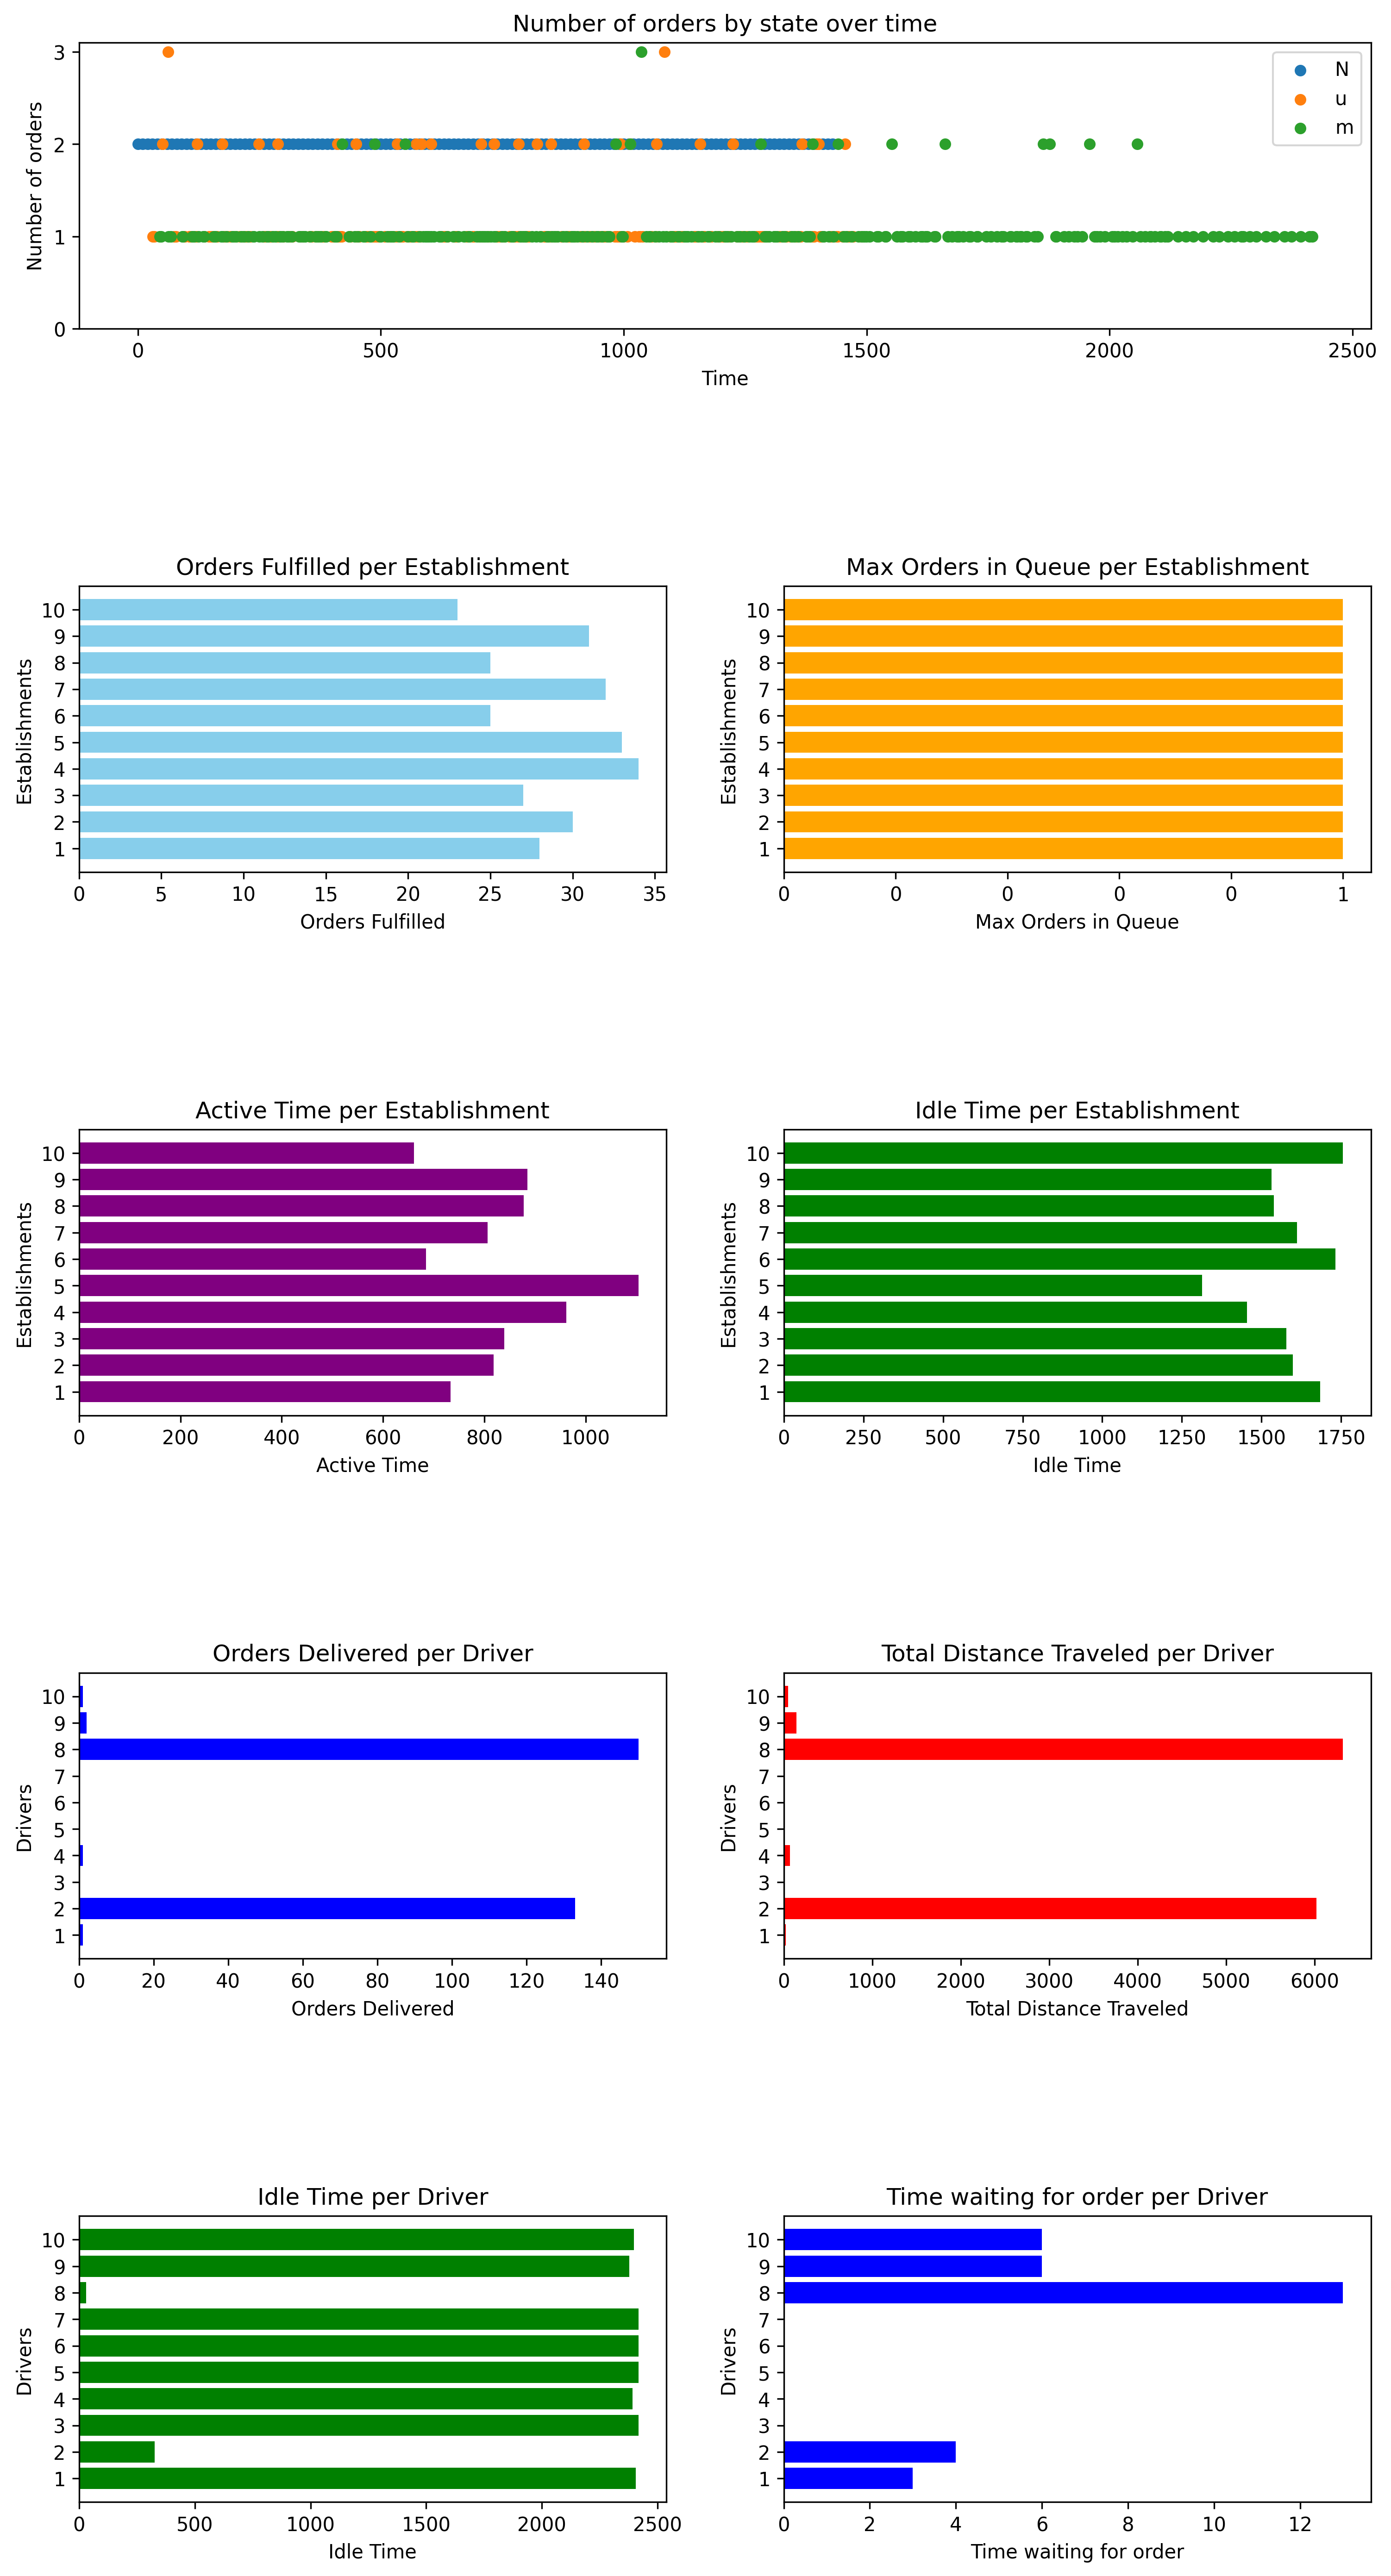 Number of orders by state over time
Number of orders
3
2
1
0
N
u
m
0 500 1000 1500 2000 2500
Time
Orders Fulfilled per Establishment
Establishments
10
9
8
7
6
5
4
3
2
1
0 5 10 15 20 25 30 35
Orders Fulfilled
Max Orders in Queue per Establishment
Establishments
10
9
8
7
6
5
4
3
2
1
0 0 0 0 0 1
Max Orders in Queue
Active Time per Establishment
Establishments
10
9
8
7
6
5
4
3
2
1
0 200 400 600 800 1000
Active Time
Idle Time per Establishment
Establishments
10
9
8
7
6
5
4
3
2
1
0 250 500 750 1000 1250 1500 1750
Idle Time
Orders Delivered per Driver
Drivers
10
9
8
7
6
5
4
3
2
1
0 20 40 60 80 100 120 140
Orders Delivered
Total Distance Traveled per Driver
Drivers
10
9
8
7
6
5
4
3
2
1
0 1000 2000 3000 4000 5000 6000
Total Distance Traveled
Idle Time per Driver
Drivers
10
9
8
7
6
5
4
3
2
1
0 500 1000 1500 2000 2500
Idle Time
Time waiting for order per Driver
Drivers
10
9
8
7
6
5
4
3
2
1
0 2 4 6 8 10 12
Time waiting for order